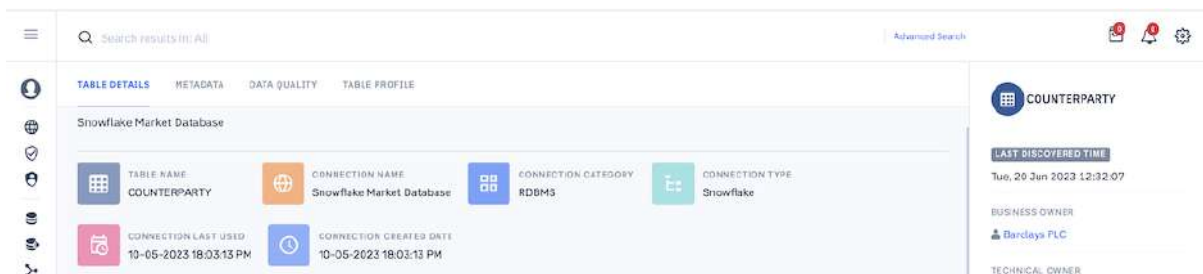 Search results in: All
Advanced Search
0
0
TABLE DETAILS METADATA DATA QUALITY TABLE PROFILE
Snowflake Market Database
TABLE NAME
COUNTERPARTY
CONNECTION NAME
Snowflake Market Database
CONNECTION CATEGORY
RDBMS
CONNECTION TYPE
Snowflake
CONNECTION LAST USED
10-05-2023 18:03:13 PM
CONNECTION CREATED DATE
10-05-2023 18:03:13 PM
COUNTERPARTY
LAST DISCOVERED TIME
Tue, 20 Jun 2023 12:32:07
BUSINESS OWNER
Barclays PLC
TECHNICAL OWNER